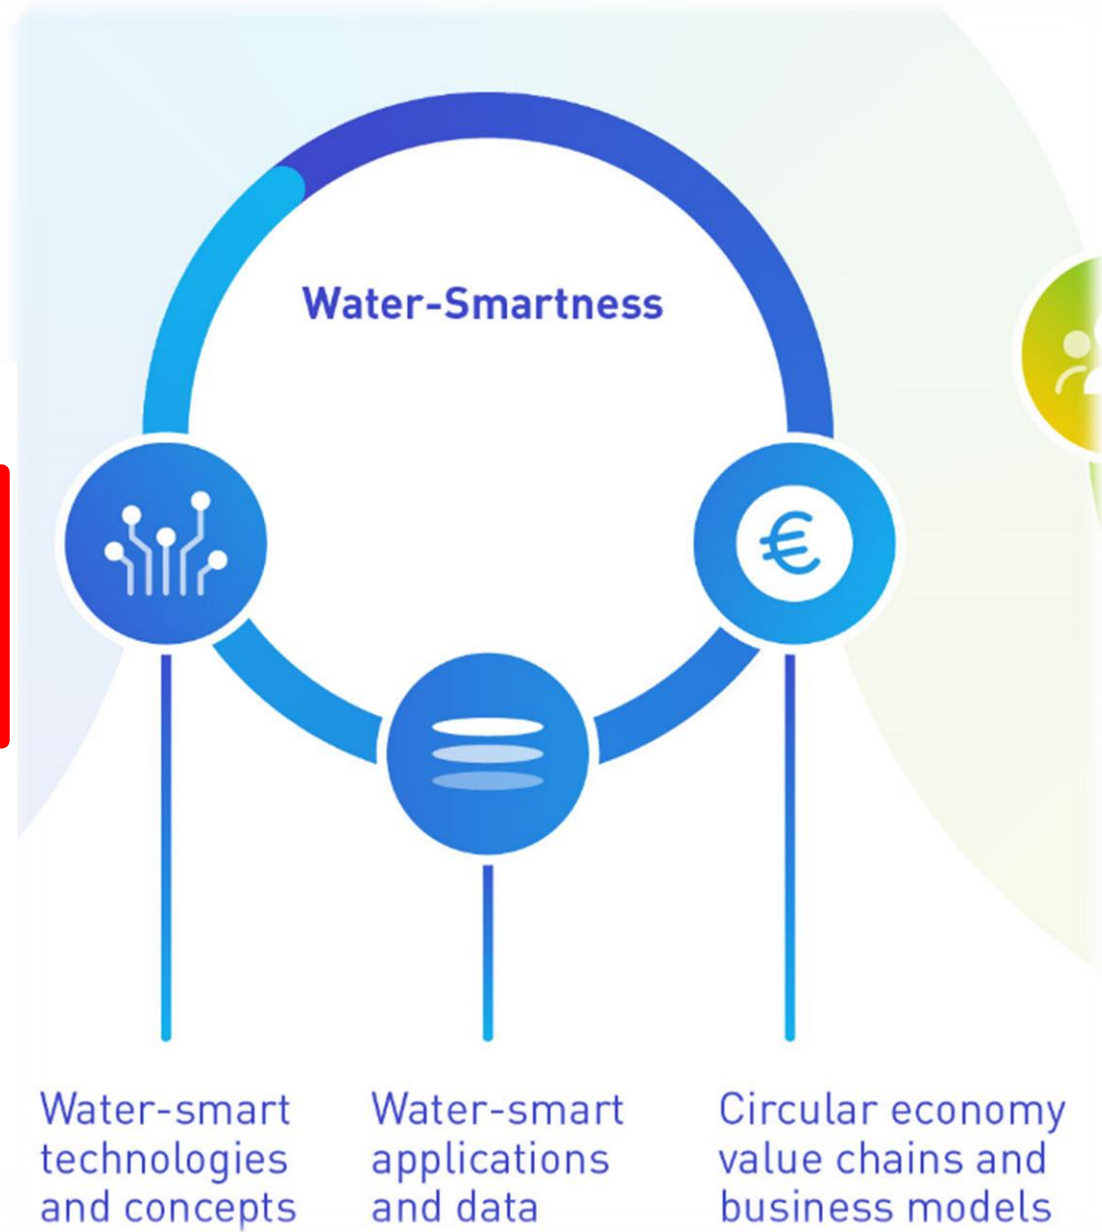 Water-Smartness
€
Water-smart
technologies
and concepts
Water-smart
applications
and data
Circular economy
value chains and
business models